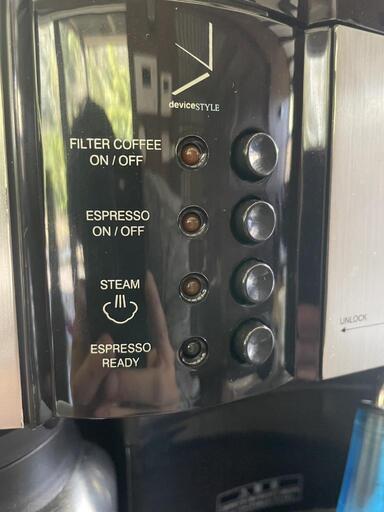 deviceSTYLE
FILTER COFFEE
ON / OFF
ESPRESSO
ON / OFF
STEAM
ESPRESSO
READY
UNLOCK